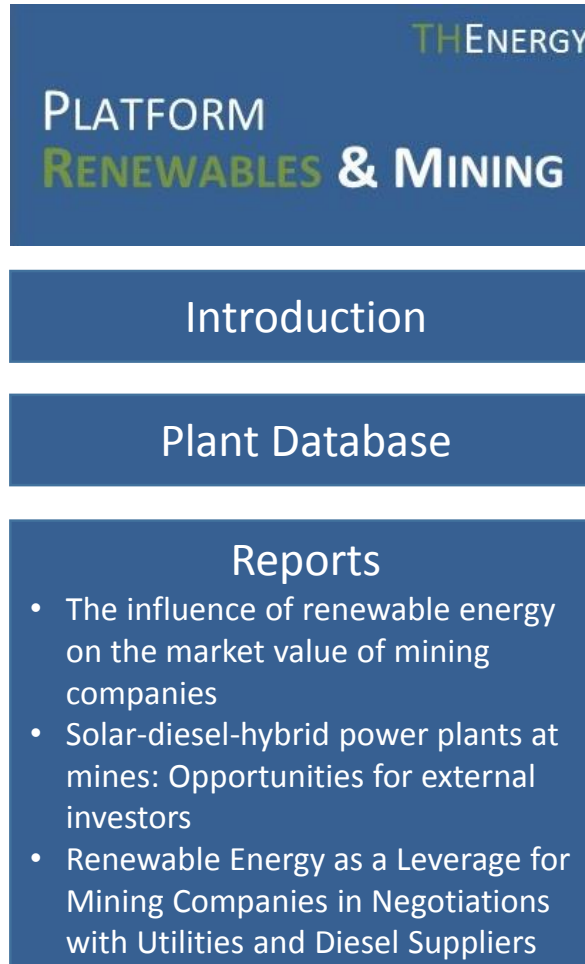 THENERGY
PLATFORM
RENEWABLES & MINING
Introduction
Plant Database
Reports
• The influence of renewable energy
on the market value of mining
companies
• Solar-diesel-hybrid power plants at
mines: Opportunities for external
investors
• Renewable Energy as a Leverage for
Mining Companies in Negotiations
with Utilities and Diesel Suppliers